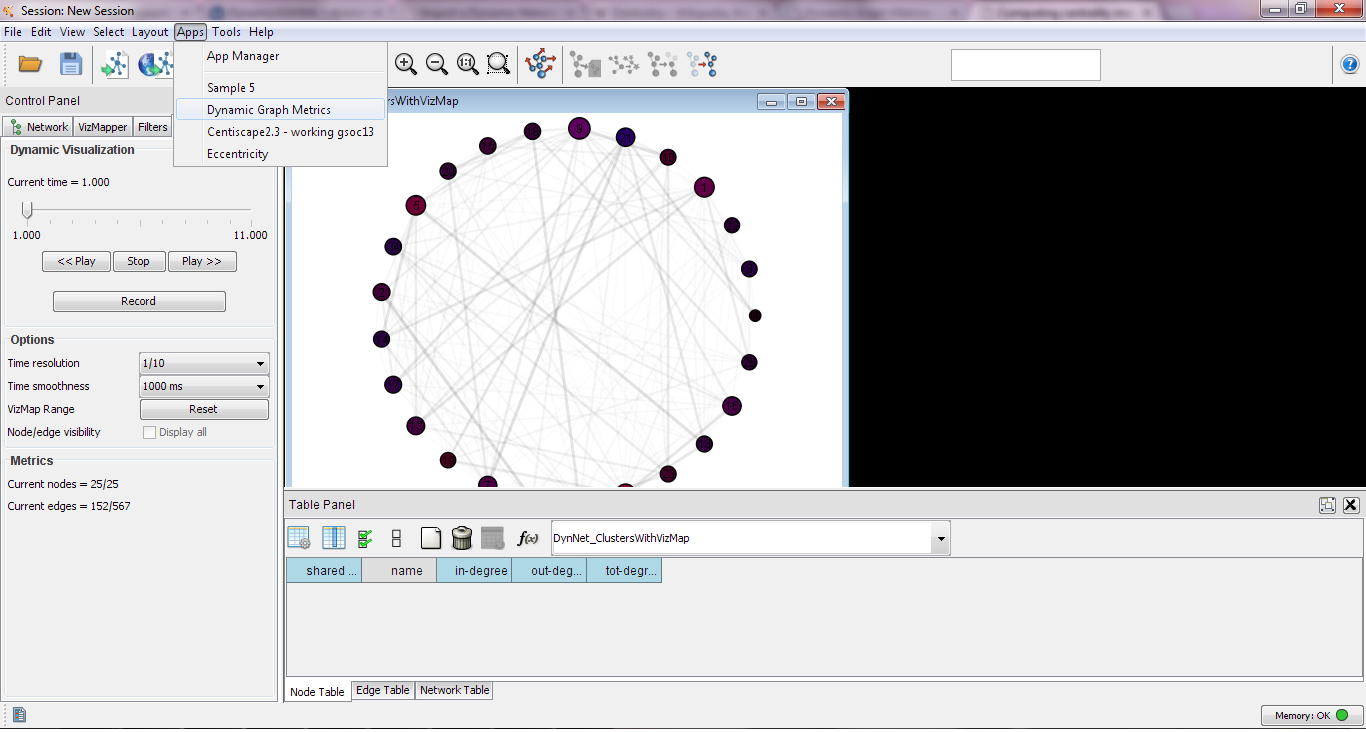 Session: New Session
File Edit View Select Layout Apps Tools Help
App Manager
Sample 5
Dynamic Graph Metrics
Centiscape2.3 - working gsoc13
Eccentricity
1:1
Control Panel
Network VizMapper Filters
rsWithVizMap
Dynamic Visualization
Current time = 1.000
1.000 11.000
<< Play Stop Play >>
Record
Options
Time resolution 1/10
Time smoothness 1000 ms
VizMap Range Reset
Node/edge visibility Display all
Metrics
Current nodes = 25/25
Current edges = 152/567
9
1
Table Panel
f(x) DynNet_ClustersWithVizMap
shared ... name in-degree out-deg... tot-degr...
Node Table Edge Table Network Table
Memory: OK